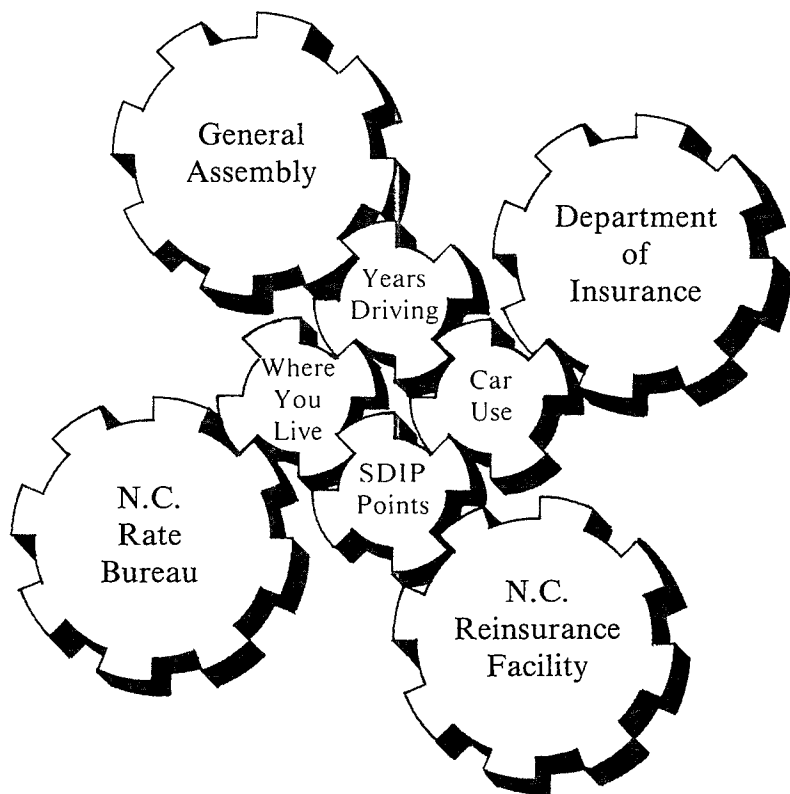 General
Assembly
Department
of
Insurance
Years
Driving
Where
You
Live
Car
Use
SDIP
Points
N.C.
Rate
Bureau
N.C.
Reinsurance
Facility